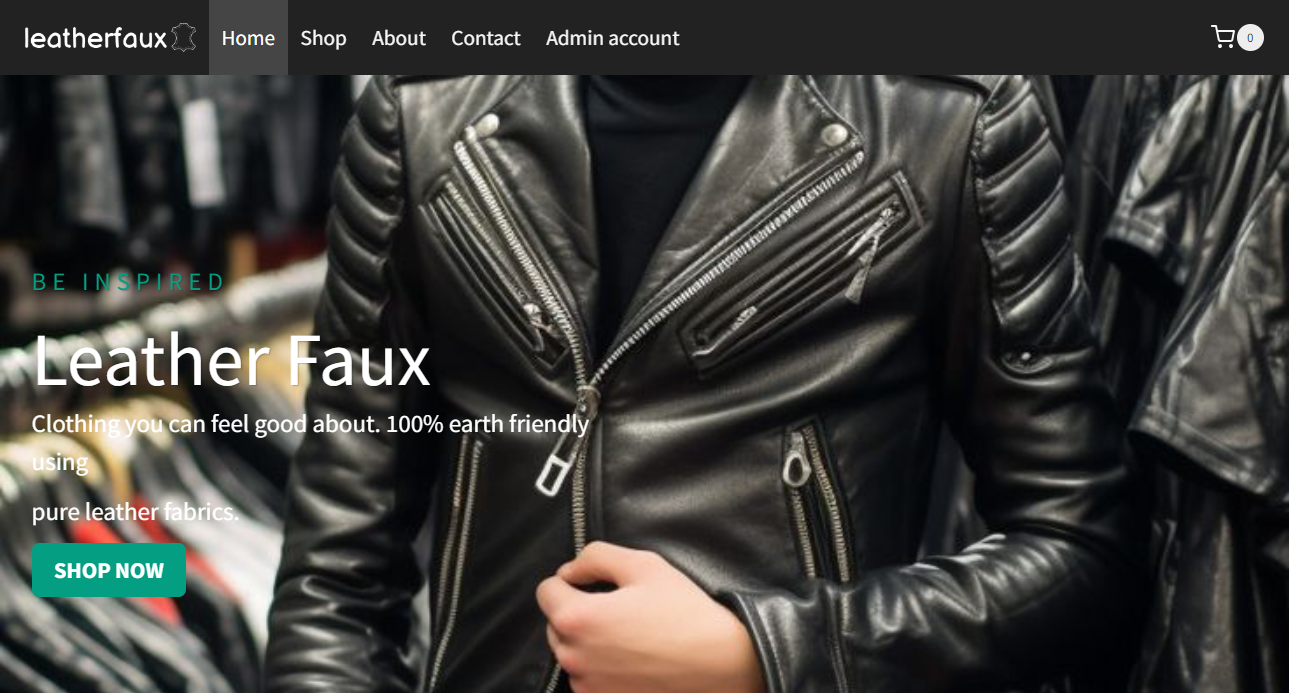 leatherfaux
Home
Shop
About
Contact
Admin account
0
BE INSPIRED
Leather Faux
Clothing you can feel good about. 100% earth friendly
using
pure leather fabrics.
SHOP NOW